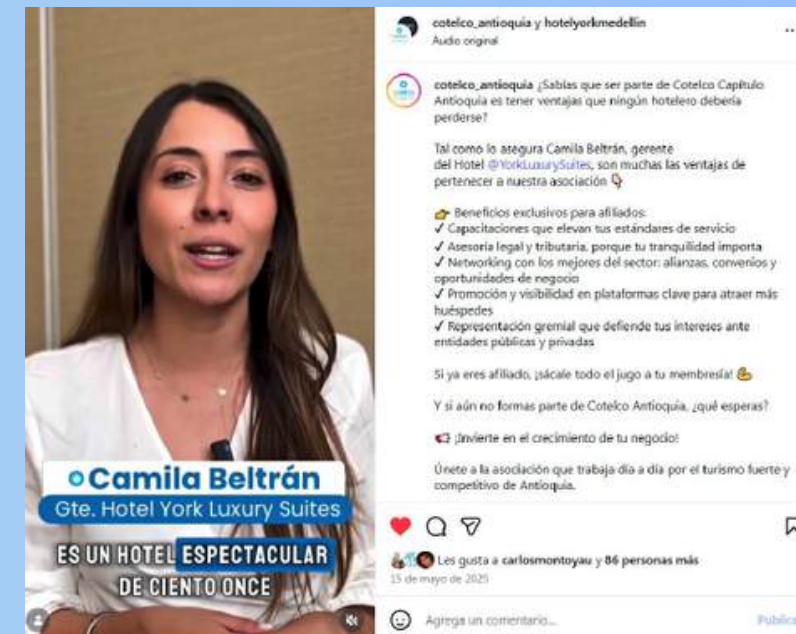 Camila Beltrán
Gte. Hotel York Luxury Suites
ES UN HOTEL ESPECTACULAR
DE CIENTO ONCE
cotelco_antioquia y hotelyorkmedellin
Audio original
cotelco_antioquia ¿Sabías que ser parte de Cotelco Capítulo
Antioquia es tener ventajas que ningún hotelero debería
perderse?
Tal como lo asegura Camila Beltrán, gerente
del Hotel @YorkLuxurySuites, son muchas las ventajas de
pertenecer a nuestra asociación
Beneficios exclusivos para afiliados:
✓ Capacitaciones que elevan tus estándares de servicio
✓ Asesoría legal y tributaria, porque tu tranquilidad importa
✓ Networking con los mejores del sector: alianzas, convenios y
oportunidades de negocio
✓ Promoción y visibilidad en plataformas clave para atraer más
huéspedes
✓ Representación gremial que defiende tus intereses ante
entidades públicas y privadas
Si ya eres afiliado, ¡sácale todo el jugo a tu membresía!
Y si aún no formas parte de Cotelco Antioquia, ¿qué esperas?
¡Invierte en el crecimiento de tu negocio!
Únete a la asociación que trabaja día a día por el turismo fuerte y
competitivo de Antioquia.
Les gusta a carlosmontoyau y 86 personas más
15 de mayo de 2025
Agrega un comentario...